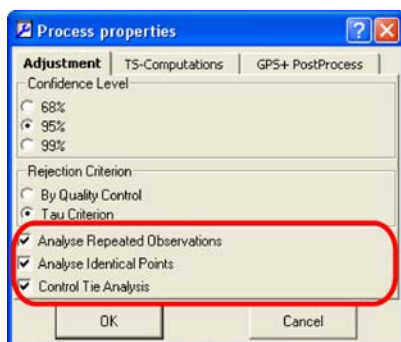 Process properties
Adjustment TS-Computations GPS+ PostProcess
Confidence Level
68%
95%
99%
Rejection Criterion
By Quality Control
Tau Criterion
Analyse Repeated Observations
Analyse Identical Points
Control Tie Analysis
OK Cancel